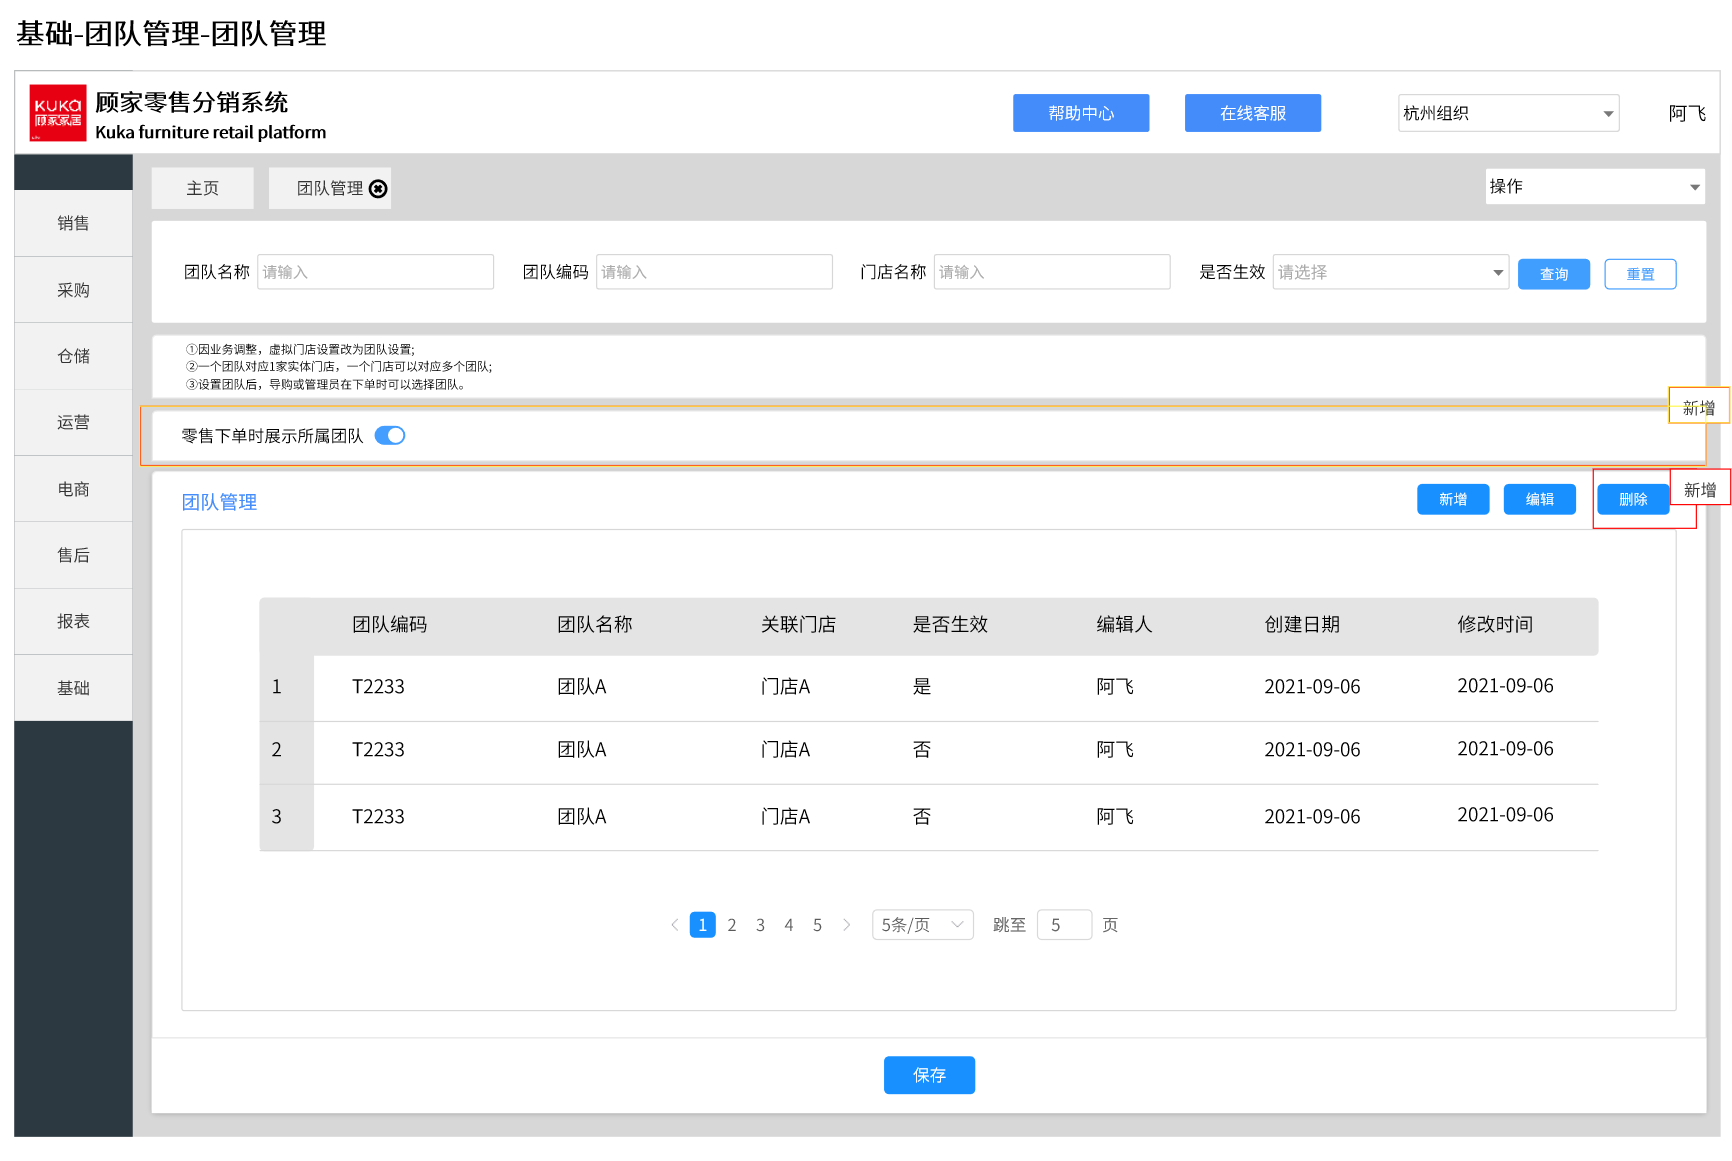 基础-团队管理-团队管理
KUKA
顾家家居
顾家零售分销系统
Kuka furniture retail platform
帮助中心
在线客服
杭州组织
阿飞
主页
团队管理
操作
销售
采购
仓储
运营
电商
售后
报表
基础
团队名称 请输入
团队编码 请输入
门店名称 请输入
是否生效 请选择
查询
重置
①因业务调整，虚拟门店设置改为团队设置;
②一个团队对应1家实体门店，一个门店可以对应多个团队;
③设置团队后，导购或管理员在下单时可以选择团队。
新增
零售下单时展示所属团队
团队管理
新增
编辑
删除
新增
团队编码 团队名称 关联门店 是否生效 编辑人 创建日期 修改时间
1 T2233 团队A 门店A 是 阿飞 2021-09-06 2021-09-06
2 T2233 团队A 门店A 否 阿飞 2021-09-06 2021-09-06
3 T2233 团队A 门店A 否 阿飞 2021-09-06 2021-09-06
1 2 3 4 5 5条/页 跳至 5 页
保存